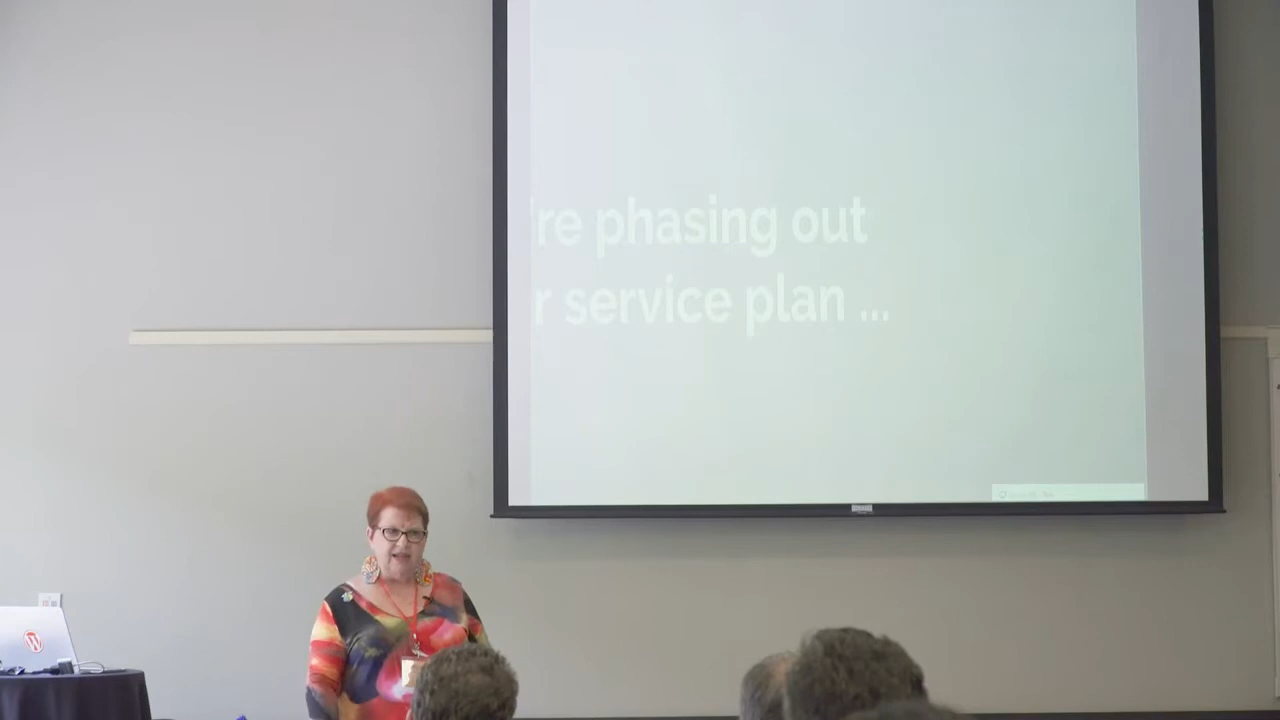 're phasing out
r service plan ...